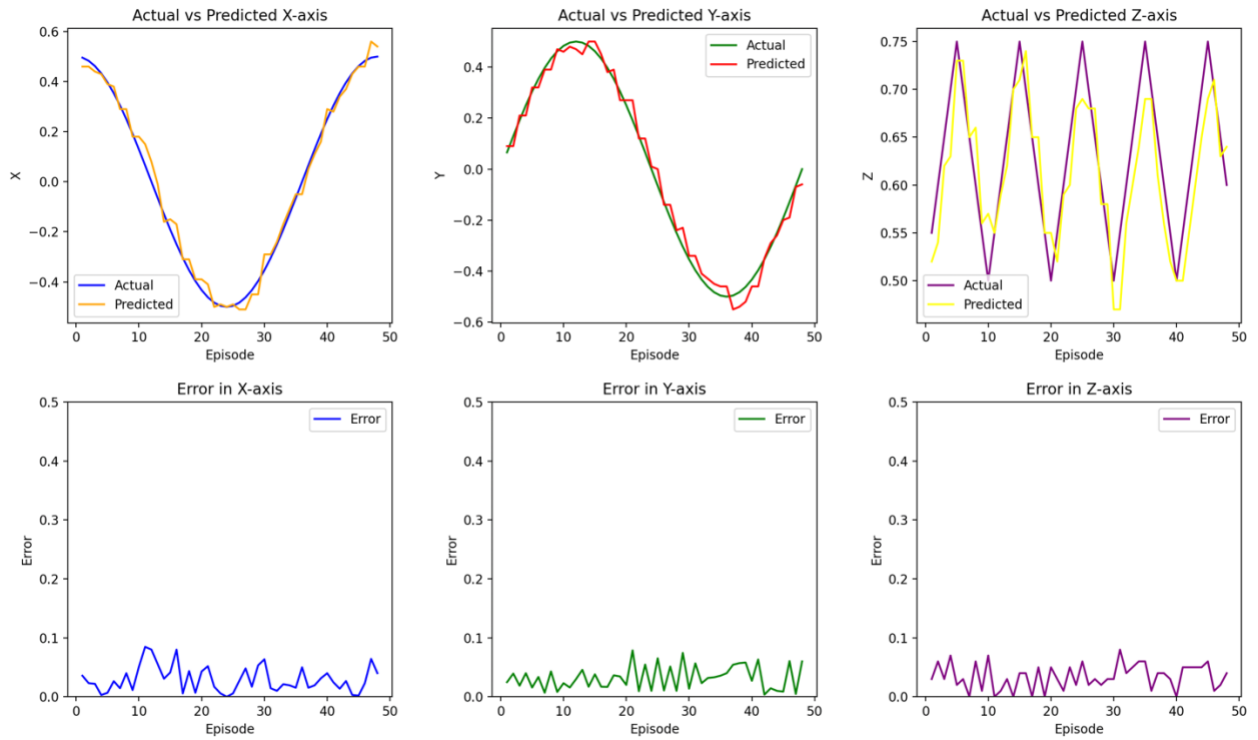 Actual vs Predicted X-axis
0.6
0.4
0.2
0.0
−0.2
−0.4
X
Actual
Predicted
0
10
20
30
40
50
Episode
Actual vs Predicted Y-axis
0.4
0.2
0.0
−0.2
−0.4
−0.6
Y
Actual
Predicted
0
10
20
30
40
50
Episode
Actual vs Predicted Z-axis
0.75
0.70
0.65
0.60
0.55
0.50
Z
Actual
Predicted
0
10
20
30
40
50
Episode
Error in X-axis
0.5
0.4
0.3
0.2
0.1
0.0
Error
Error
0
10
20
30
40
50
Episode
Error in Y-axis
0.5
0.4
0.3
0.2
0.1
0.0
Error
Error
0
10
20
30
40
50
Episode
Error in Z-axis
0.5
0.4
0.3
0.2
0.1
0.0
Error
Error
0
10
20
30
40
50
Episode